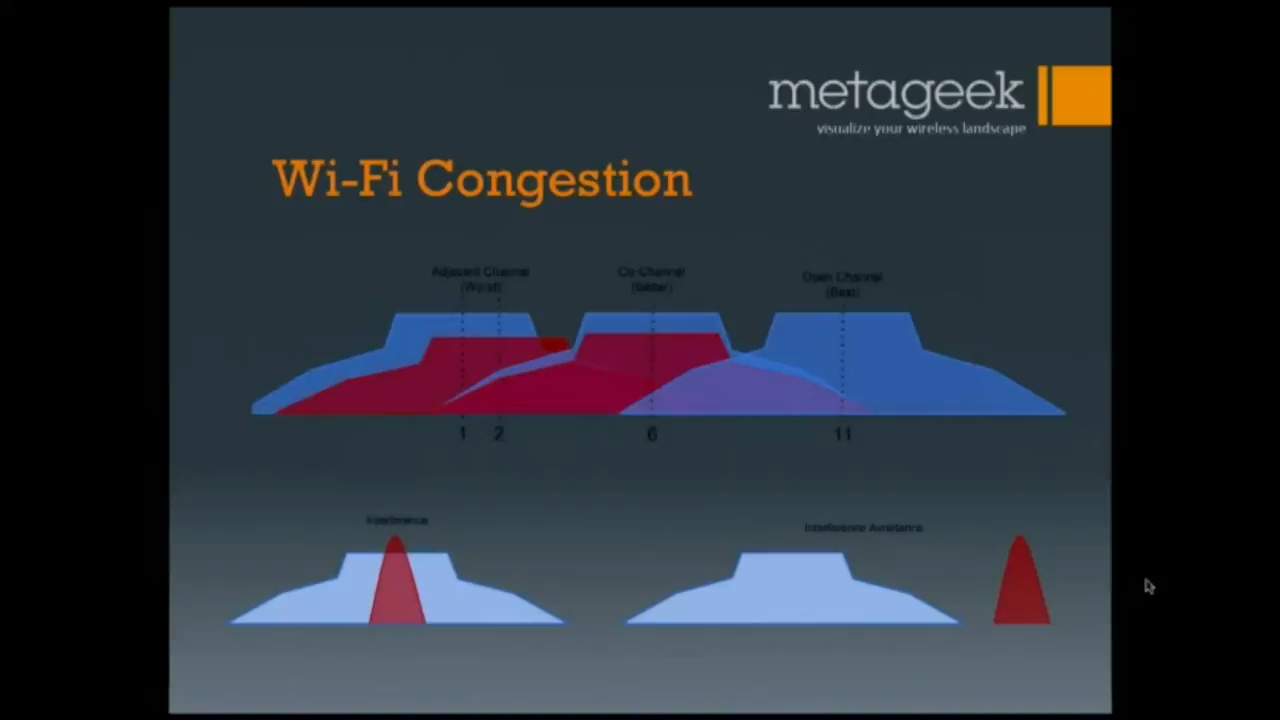 metageek
visualize your wireless landscape
Wi-Fi Congestion
Adjacent Channel
(Worst)
Co-Channel
(Better)
Open Channel
(Best)
1 2 6 11
Interference
Interference Avoidance